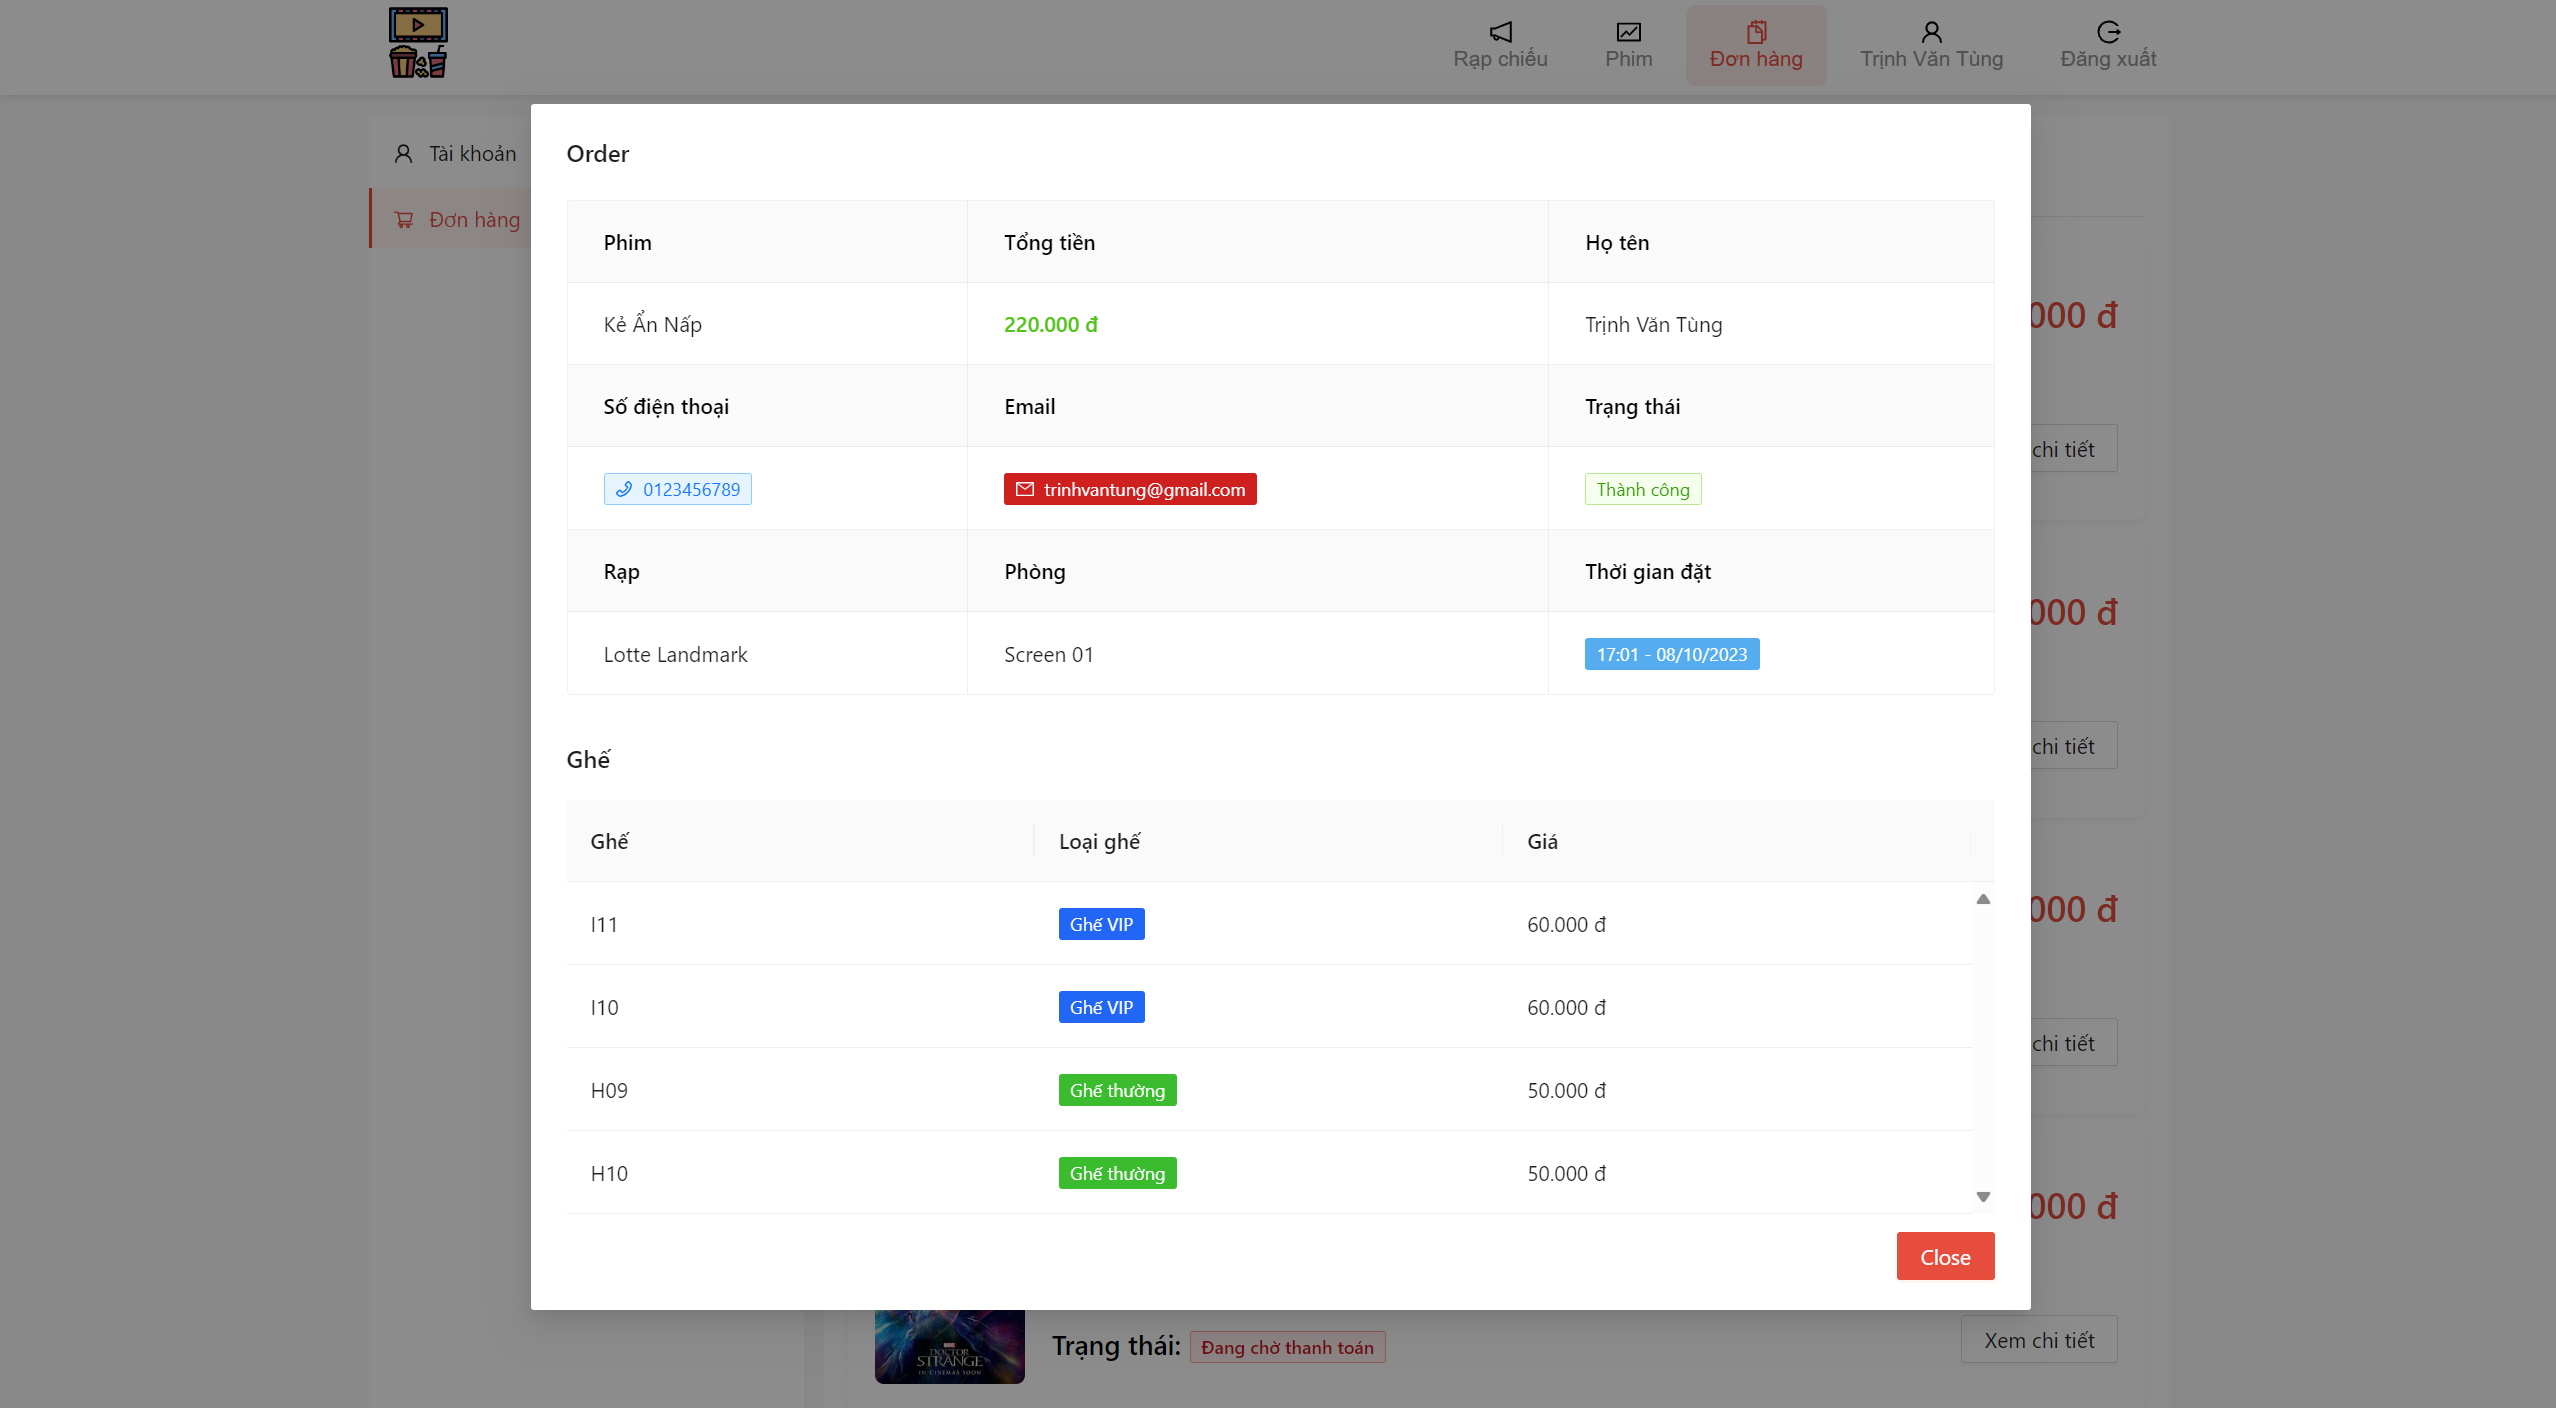 Rạp chiếu
Phim
Đơn hàng
Trịnh Văn Tùng
Đăng xuất
Tài khoản
Đơn hàng
Order
Phim Tổng tiền Họ tên
Kẻ Ẩn Nấp 220.000 đ Trịnh Văn Tùng
Số điện thoại Email Trạng thái
0123456789 trinhvantung@gmail.com Thành công
Rạp Phòng Thời gian đặt
Lotte Landmark Screen 01 17:01 - 08/10/2023
Ghế
Ghế Loại ghế Giá
I11 Ghế VIP 60.000 đ
I10 Ghế VIP 60.000 đ
H09 Ghế thường 50.000 đ
H10 Ghế thường 50.000 đ
Close
000 đ
chi tiết
000 đ
chi tiết
000 đ
chi tiết
000 đ
MARVEL
DOCTOR
STRANGE
IN CINEMAS SOON
Trạng thái: Đang chờ thanh toán
Xem chi tiết